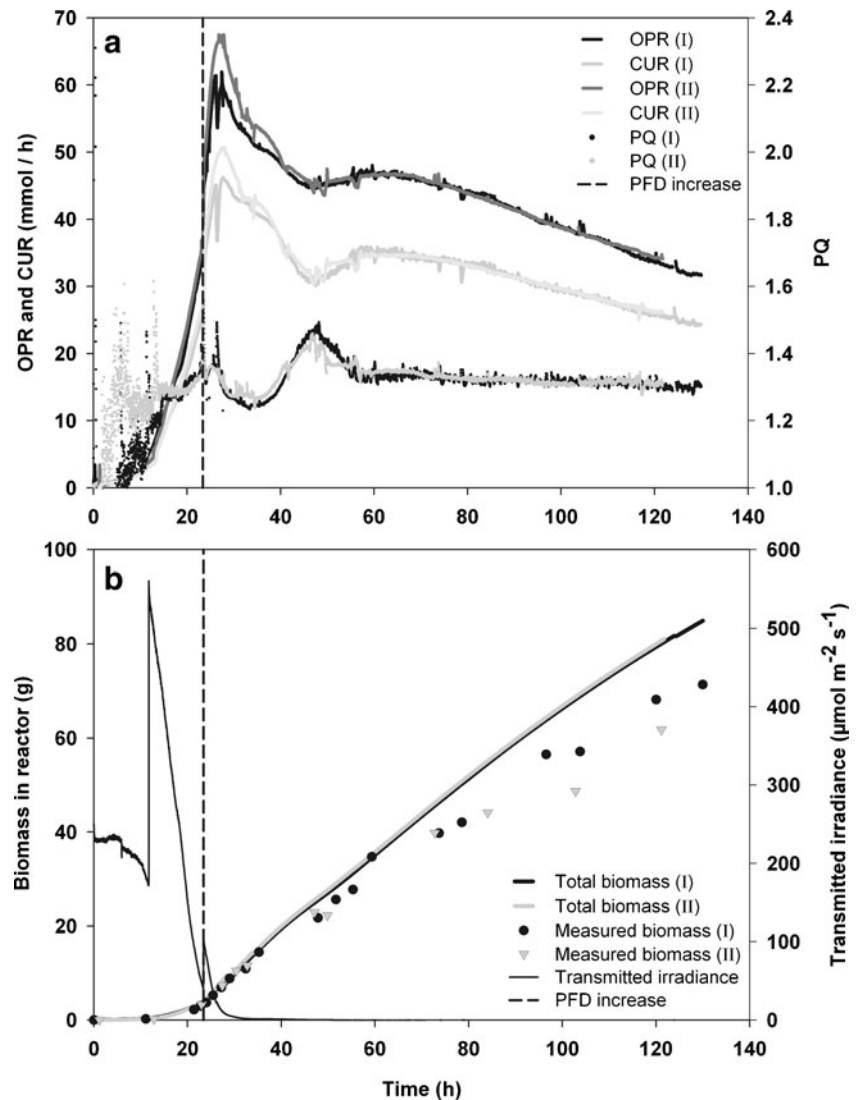 a
70
60
50
40
30
20
10
0
OPR and CUR (mmol / h)
2.4
2.2
2.0
1.8
1.6
1.4
1.2
1.0
PQ
OPR (I)
CUR (I)
OPR (II)
CUR (II)
PQ (I)
PQ (II)
PFD increase
0 20 40 60 80 100 120 140
b
100
80
60
40
20
0
Biomass in reactor (g)
600
500
400
300
200
100
0
Transmitted irradiance (µmol m⁻² s⁻¹)
Total biomass (I)
Total biomass (II)
Measured biomass (I)
Measured biomass (II)
Transmitted irradiance
PFD increase
0 20 40 60 80 100 120 140
Time (h)